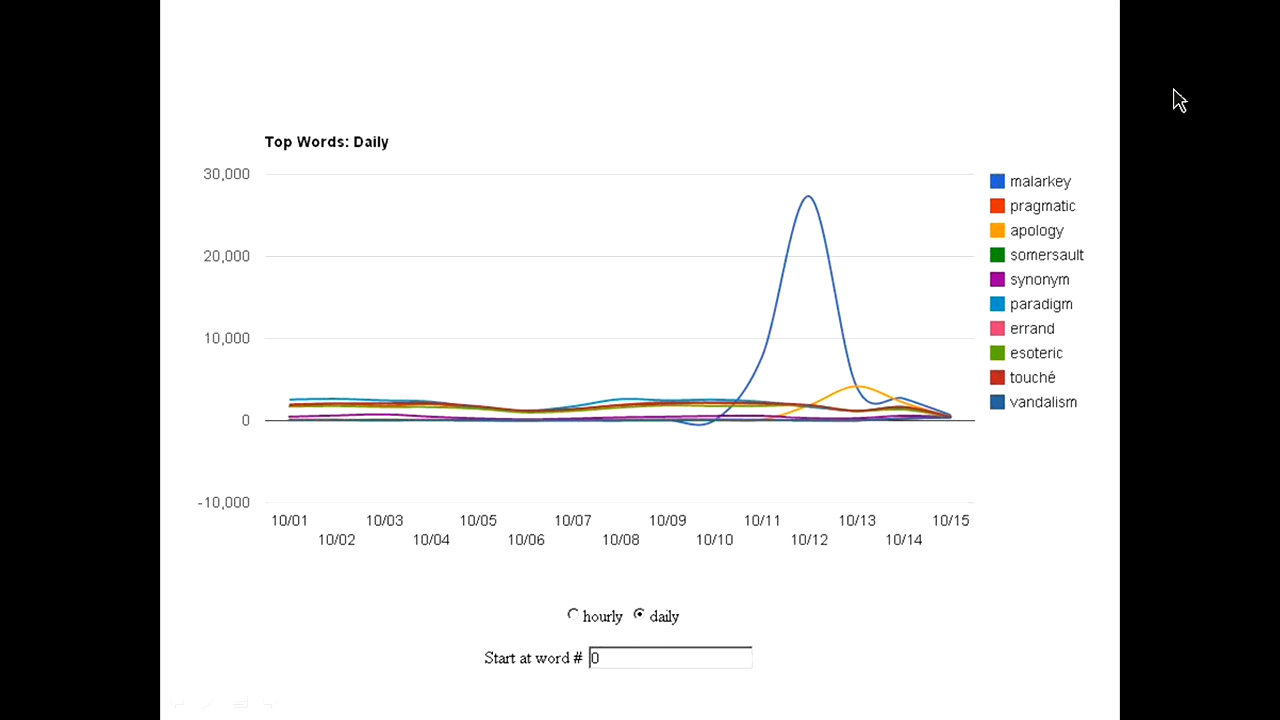 Top Words: Daily
30,000
20,000
10,000
0
-10,000
10/01 10/03 10/05 10/07 10/09 10/11 10/13 10/15
10/02 10/04 10/06 10/08 10/10 10/12 10/14
malarkey
pragmatic
apology
somersault
synonym
paradigm
errand
esoteric
touché
vandalism
hourly daily
Start at word # 0